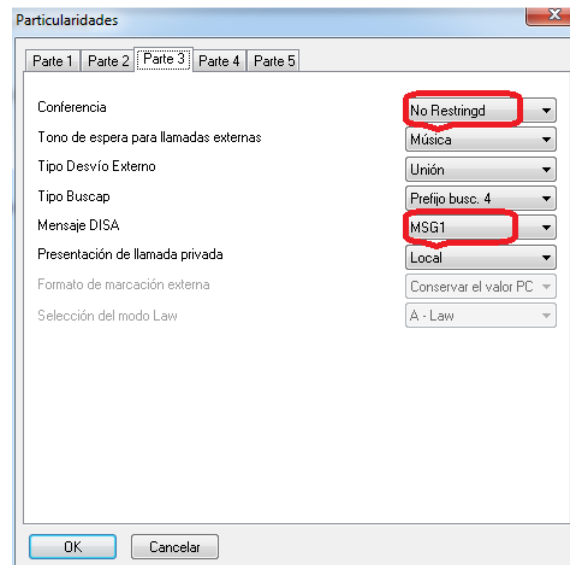 Particularidades
Parte 1 Parte 2 Parte 3 Parte 4 Parte 5
Conferencia No Restringd
Tono de espera para llamadas externas Música
Tipo Desvío Externo Unión
Tipo Buscap Prefijo busc. 4
Mensaje DISA MSG1
Presentación de llamada privada Local
Formato de marcación externa Conservar el valor PC
Selección del modo Law A - Law
OK Cancelar